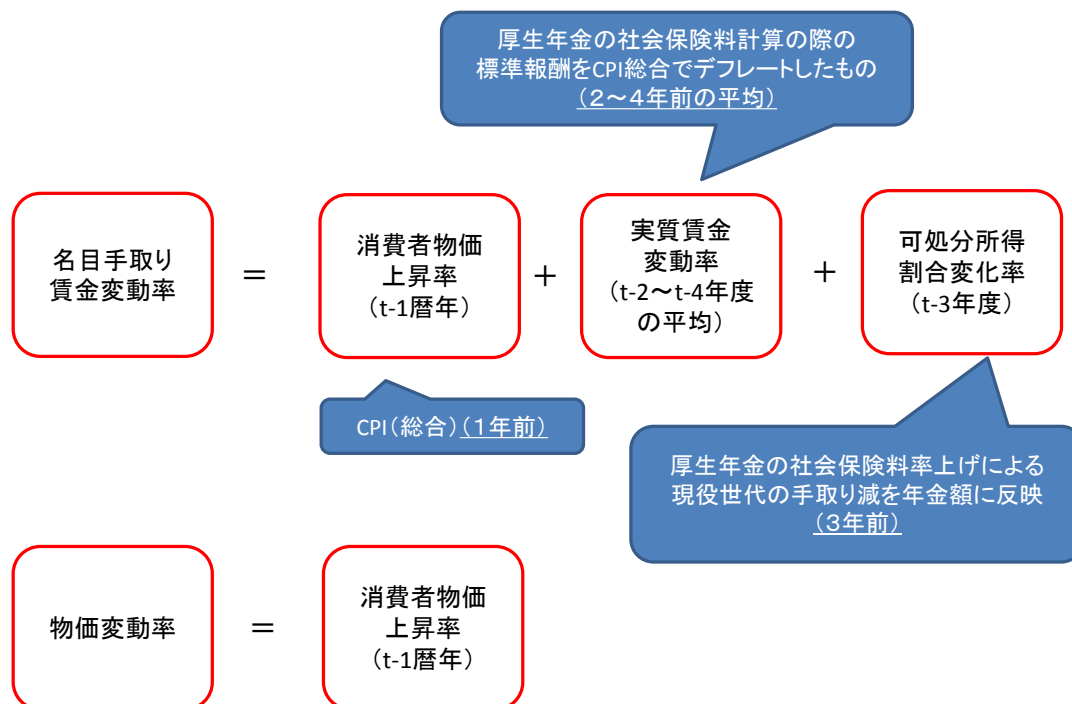 厚生年金の社会保険料計算の際の
標準報酬をCPI総合でデフレートしたもの
(2～4年前の平均)
名目手取り
賃金変動率
＝
消費者物価
上昇率
(t-1暦年)
＋
実質賃金
変動率
(t-2～t-4年度
の平均)
＋
可処分所得
割合変化率
(t-3年度)
CPI(総合)(1年前)
厚生年金の社会保険料率上げによる
現役世代の手取り減を年金額に反映
(3年前)
物価変動率
＝
消費者物価
上昇率
(t-1暦年)